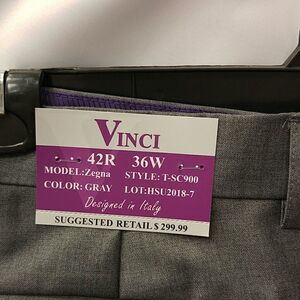 VINCI
42R 36W
MODEL:Zegna STYLE: T-SC900
COLOR: GRAY LOT:HSU2018-7
Designed in Italy
SUGGESTED RETAIL $ 299.99